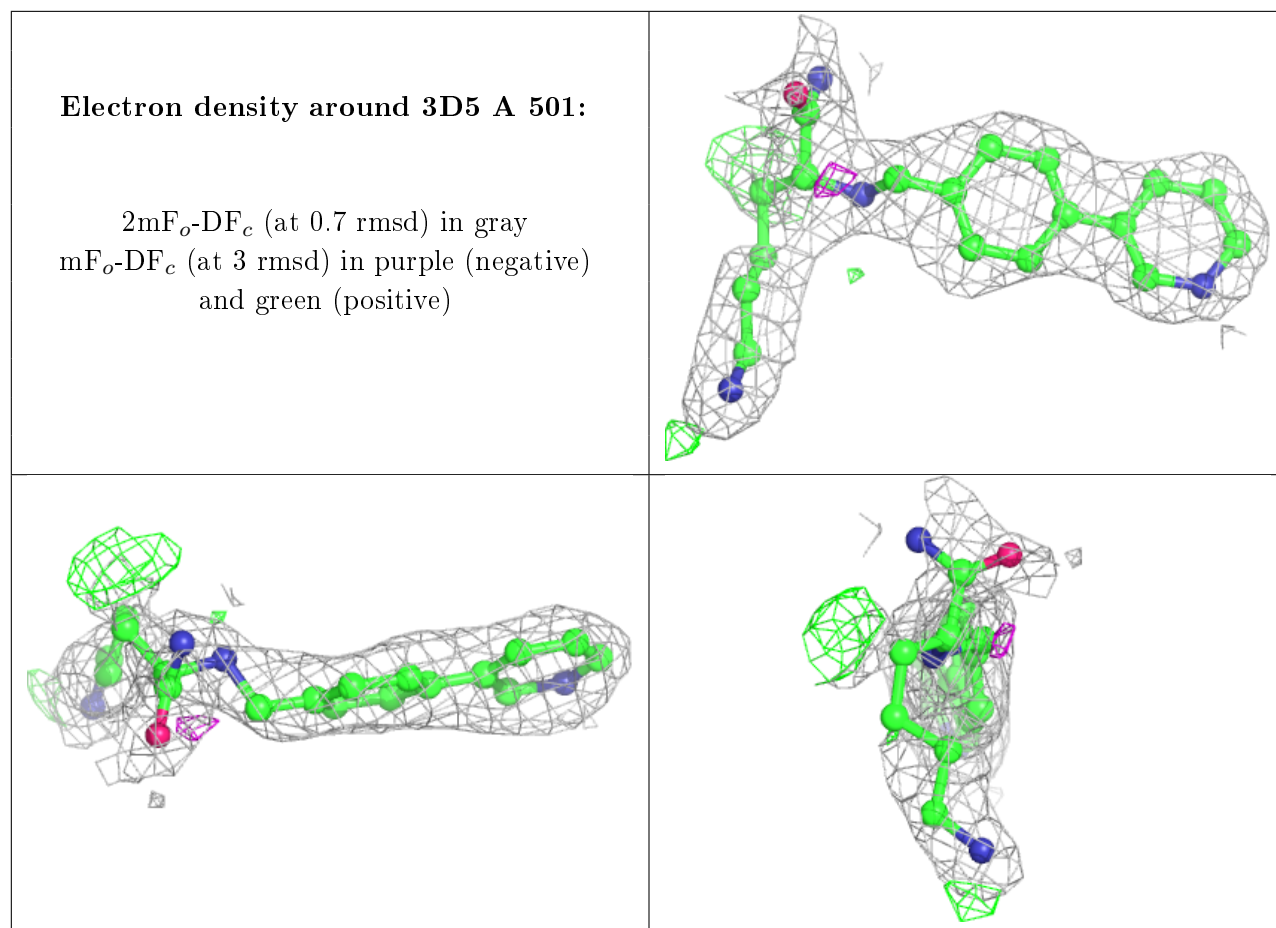 Electron density around 3D5 A 501:
2mFₒ-DF𝒸 (at 0.7 rmsd) in gray
mFₒ-DF𝒸 (at 3 rmsd) in purple (negative)
and green (positive)